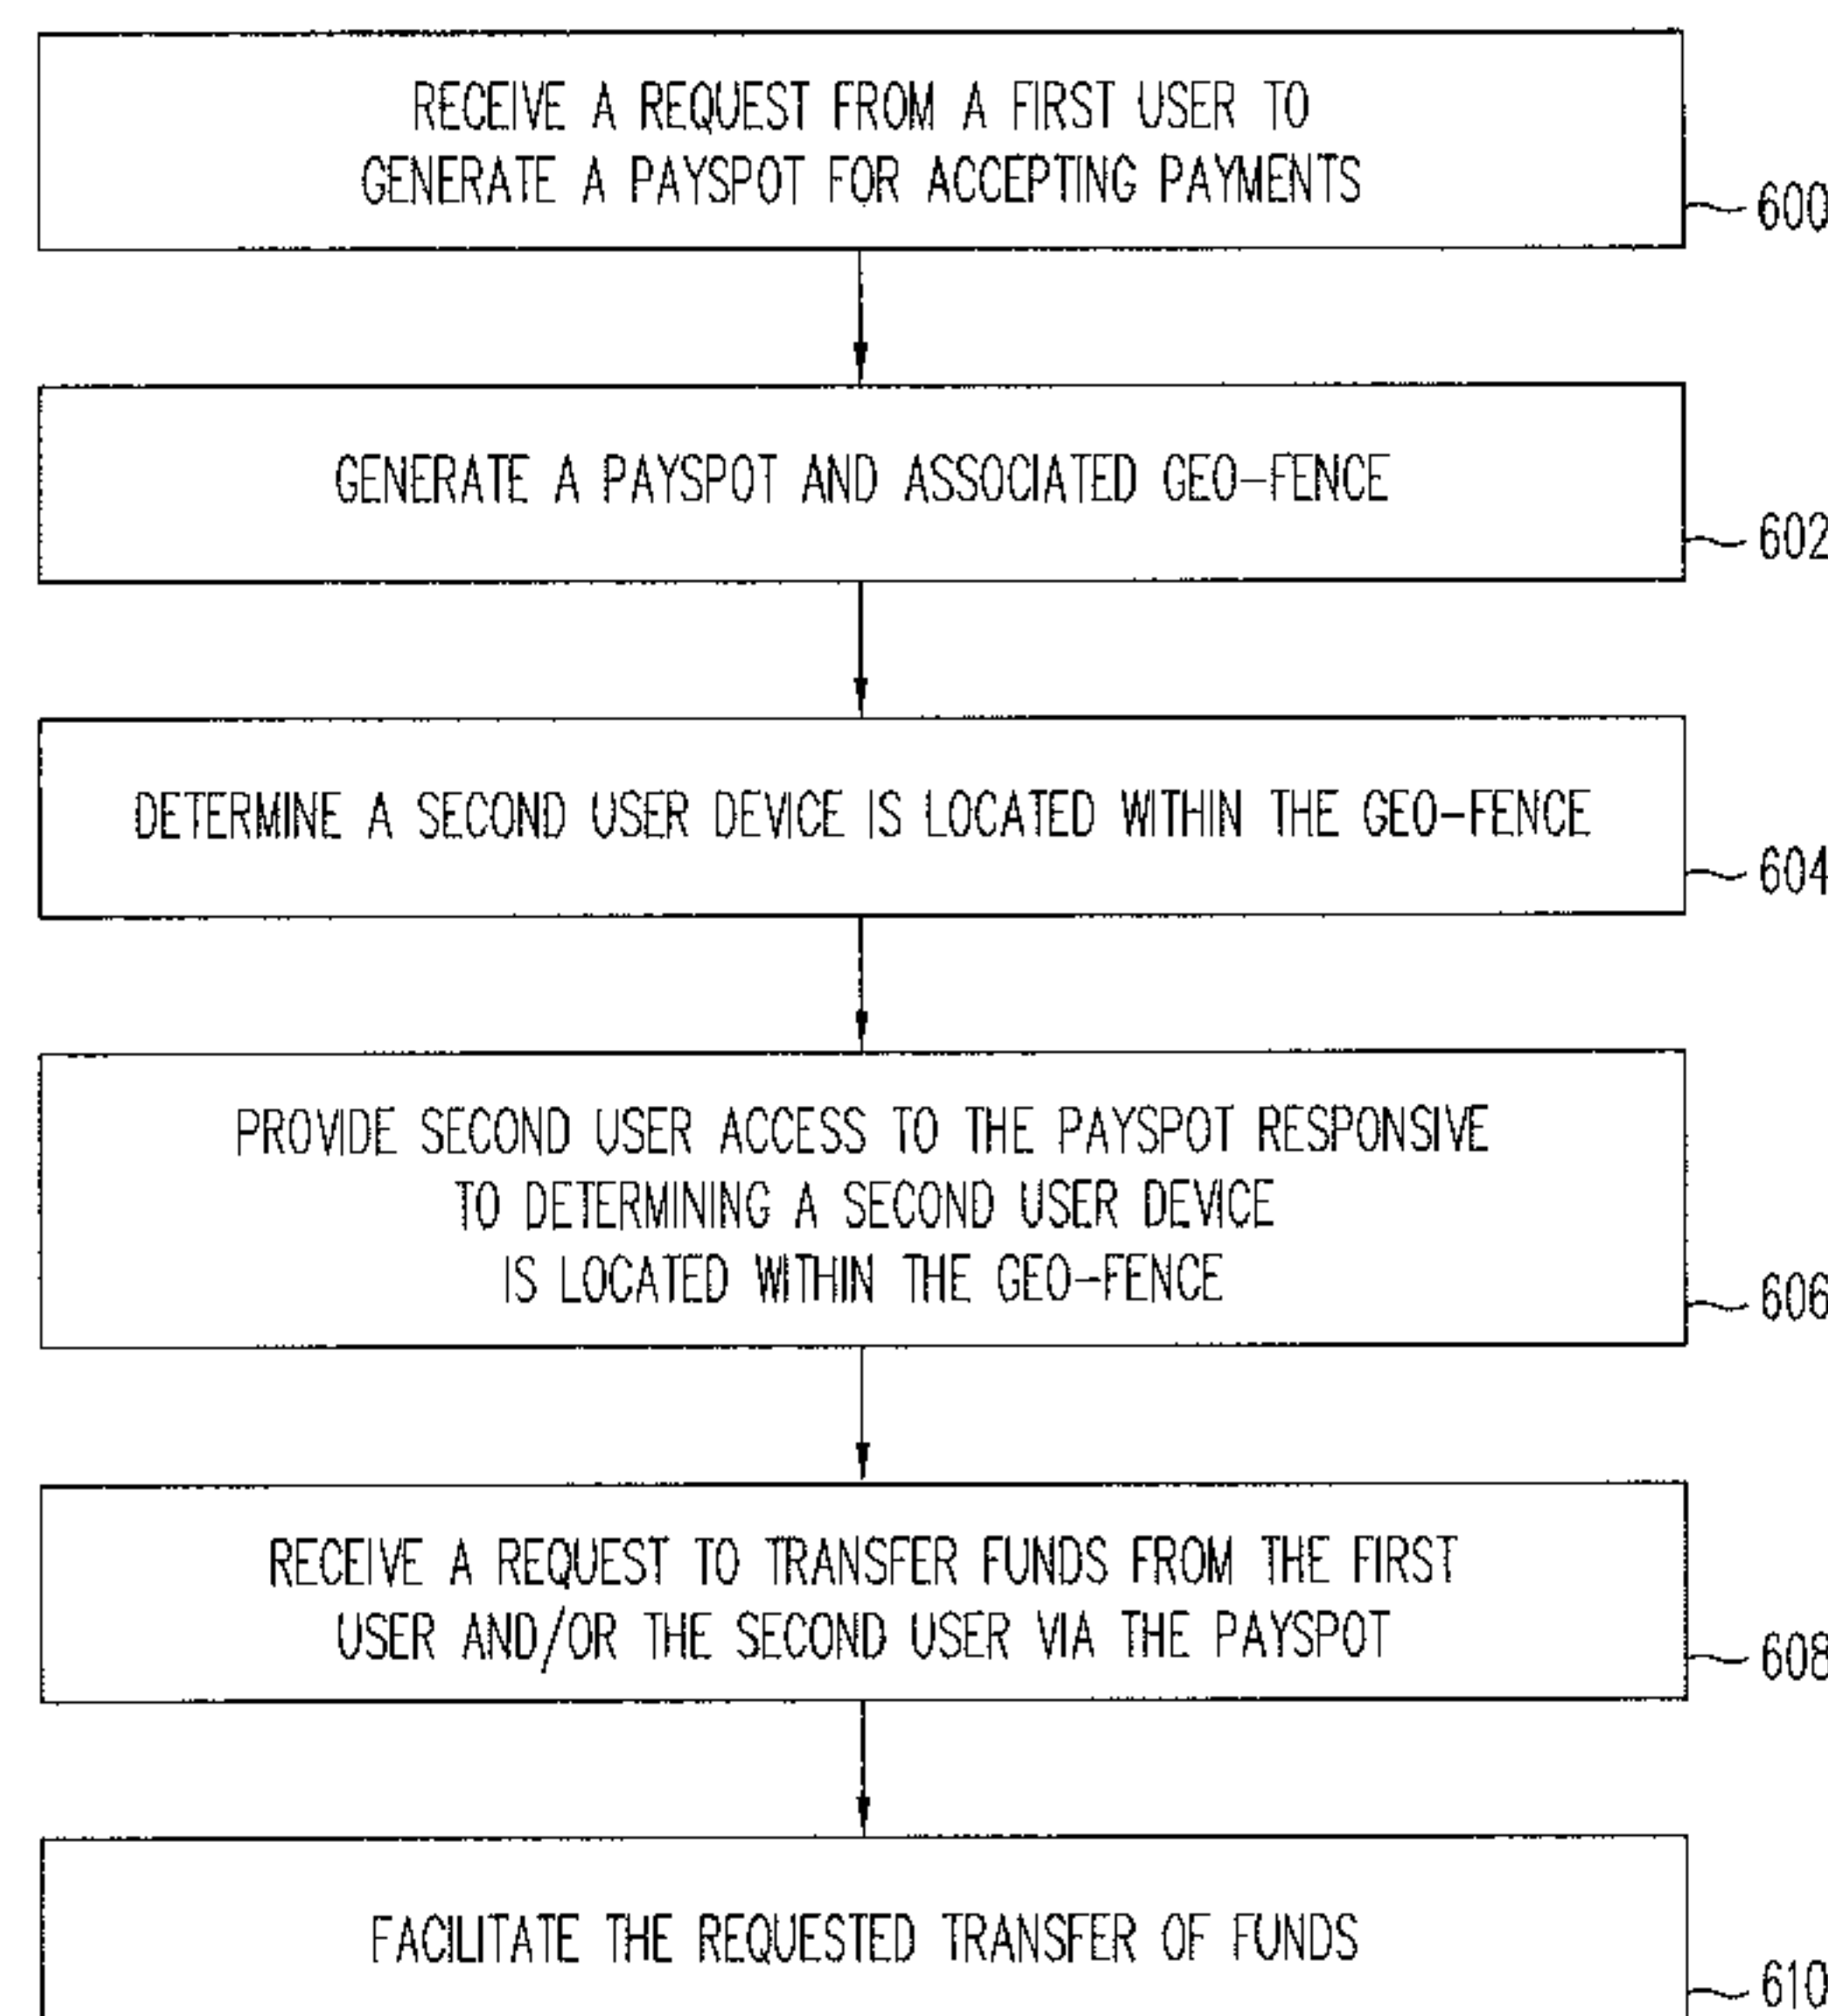 RECEIVE A REQUEST FROM A FIRST USER TO
GENERATE A PAYSPOT FOR ACCEPTING PAYMENTS
600
GENERATE A PAYSPOT AND ASSOCIATED GEO-FENCE
602
DETERMINE A SECOND USER DEVICE IS LOCATED WITHIN THE GEO-FENCE
604
PROVIDE SECOND USER ACCESS TO THE PAYSPOT RESPONSIVE
TO DETERMINING A SECOND USER DEVICE
IS LOCATED WITHIN THE GEO-FENCE
606
RECEIVE A REQUEST TO TRANSFER FUNDS FROM THE FIRST
USER AND/OR THE SECOND USER VIA THE PAYSPOT
608
FACILITATE THE REQUESTED TRANSFER OF FUNDS
610